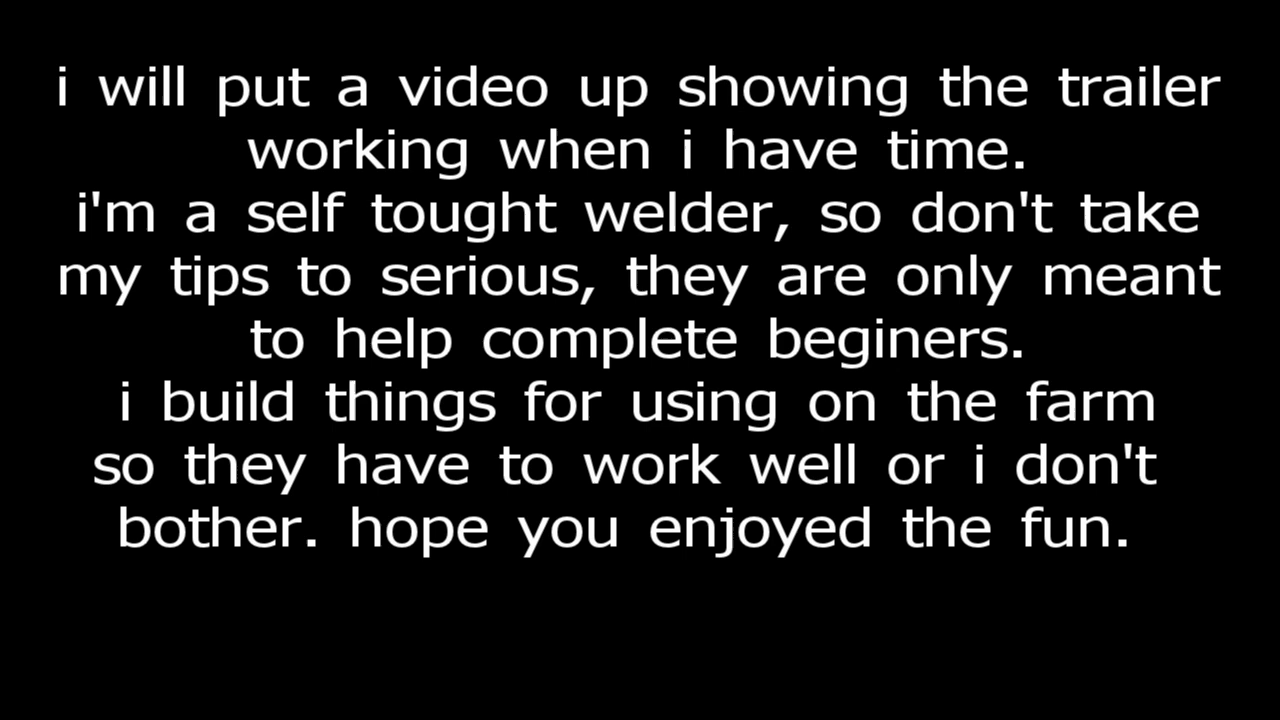 i will put a video up showing the trailer
working when i have time.
i'm a self tought welder, so don't take
my tips to serious, they are only meant
to help complete beginers.
i build things for using on the farm
so they have to work well or i don't
bother. hope you enjoyed the fun.